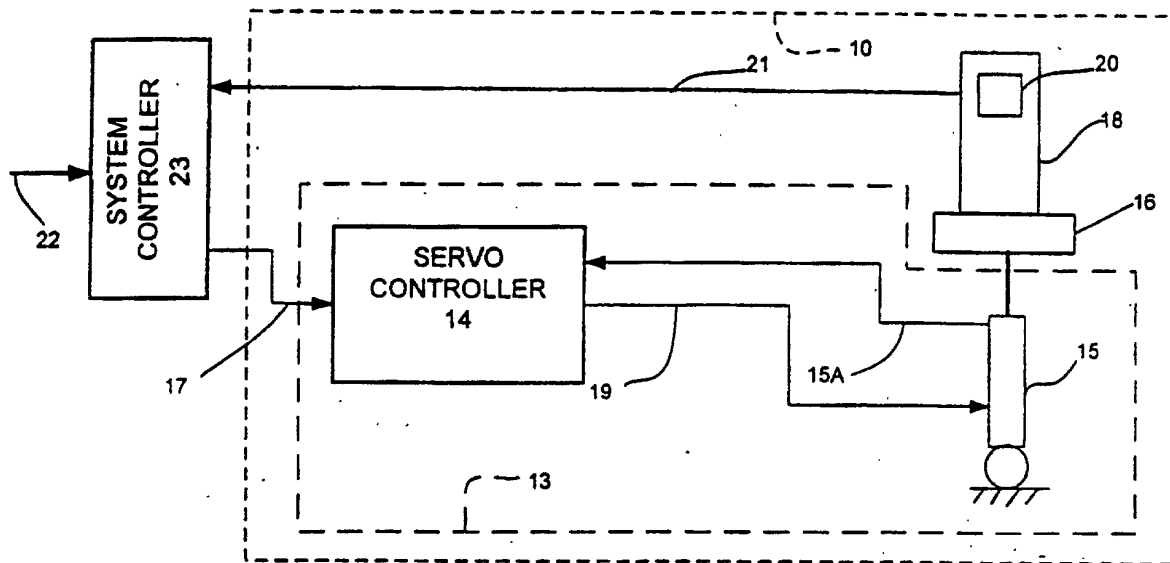 10
21
20
18
SYSTEM
CONTROLLER
23
22
16
SERVO
CONTROLLER
14
17
19
15A
15
13